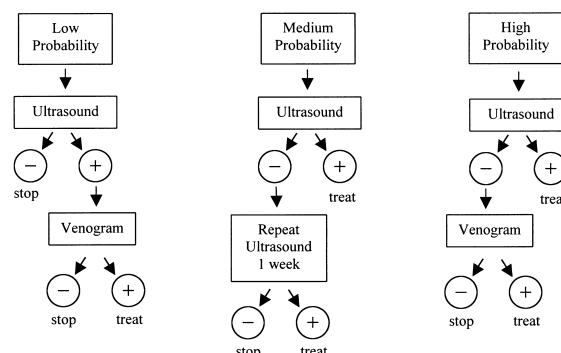 Low
Probability
Ultrasound
−
+
stop
Venogram
−
+
stop
treat
Medium
Probability
Ultrasound
−
+
treat
Repeat
Ultrasound
1 week
−
+
stop
treat
High
Probability
Ultrasound
−
+
trea
Venogram
−
+
stop
treat